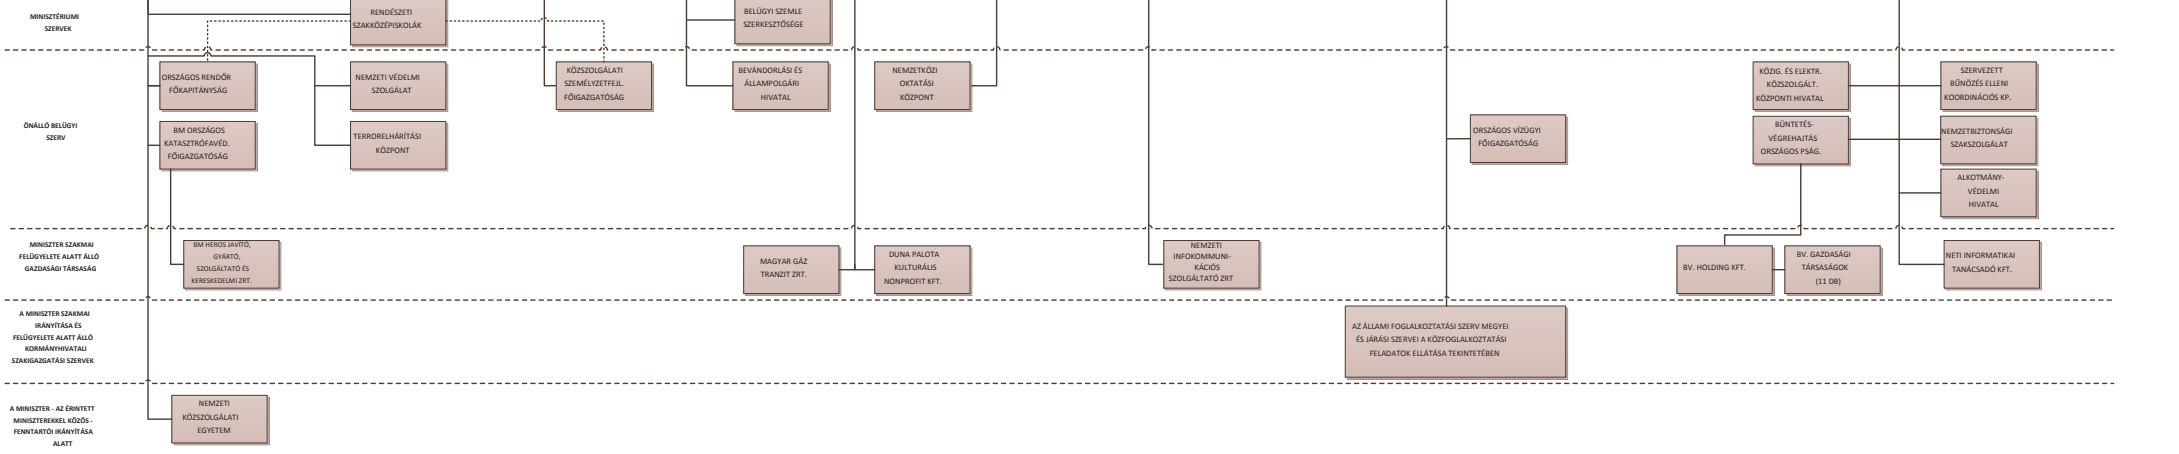 MINISZTÉRIUMI
SZERVEK
RENDÉSZETI
SZAKKÖZÉPISKOLÁK
BELÜGYI SZEMLE
SZERKESZTŐSÉGE
ÖNÁLLÓ BELÜGYI
SZERV
ORSZÁGOS RENDŐR
FŐKAPITÁNYSÁG
NEMZETI VÉDELMI
SZOLGÁLAT
KÖZSZOLGÁLATI
SZEMÉLYZETFEJL.
FŐIGAZGATÓSÁG
BEVÁNDORLÁSI ÉS
ÁLLAMPOLGÁRI
HIVATAL
NEMZETKÖZI
OKTATÁSI
KÖZPONT
KÖZIG. ÉS ELEKTR.
KÖZSZOLGÁLT.
KÖZPONTI HIVATAL
SZERVEZETT
BŰNÖZÉS ELLENI
KOORDINÁCIÓS KP.
BM ORSZÁGOS
KATASZTRÓFAVÉD.
FŐIGAZGATÓSÁG
TERRORELHÁRÍTÁSI
KÖZPONT
ORSZÁGOS VÍZÜGYI
FŐIGAZGATÓSÁG
BÜNTETÉS-
VÉGREHAJTÁS
ORSZÁGOS PSÁG.
NEMZETBIZTONSÁGI
SZAKSZOLGÁLAT
ALKOTMÁNY-
VÉDELMI
HIVATAL
MINISZTER SZAKMAI
FELÜGYELETE ALATT ÁLLÓ
GAZDASÁGI TÁRSASÁG
BM HEROS JAVÍTÓ,
GYÁRTÓ,
SZOLGÁLTATÓ ÉS
KERESKEDELMI ZRT.
MAGYAR GÁZ
TRANZIT ZRT.
DUNA PALOTA
KULTURÁLIS
NONPROFIT KFT.
NEMZETI
INFOKOMMUNI-
KÁCIÓS
SZOLGÁLTATÓ ZRT
BV. HOLDING KFT.
BV. GAZDASÁGI
TÁRSASÁGOK
(11 DB)
NETI INFORMATIKAI
TANÁCSADÓ KFT.
A MINISZTER SZAKMAI
IRÁNYÍTÁSA ÉS
FELÜGYELETE ALATT ÁLLÓ
KORMÁNYHIVATALI
SZAKIGAZGATÁSI SZERVEK
AZ ÁLLAMI FOGLALKOZTATÁSI SZERV MEGYEI
ÉS JÁRÁSI SZERVEI A KÖZFOGLALKOZTATÁSI
FELADATOK ELLÁTÁSA TEKINTETÉBEN
A MINISZTER - AZ ÉRINTETT
MINISZTEREKKEL KÖZÖS -
FENNTARTÓI IRÁNYÍTÁSA
ALATT
NEMZETI
KÖZSZOLGÁLATI
EGYETEM